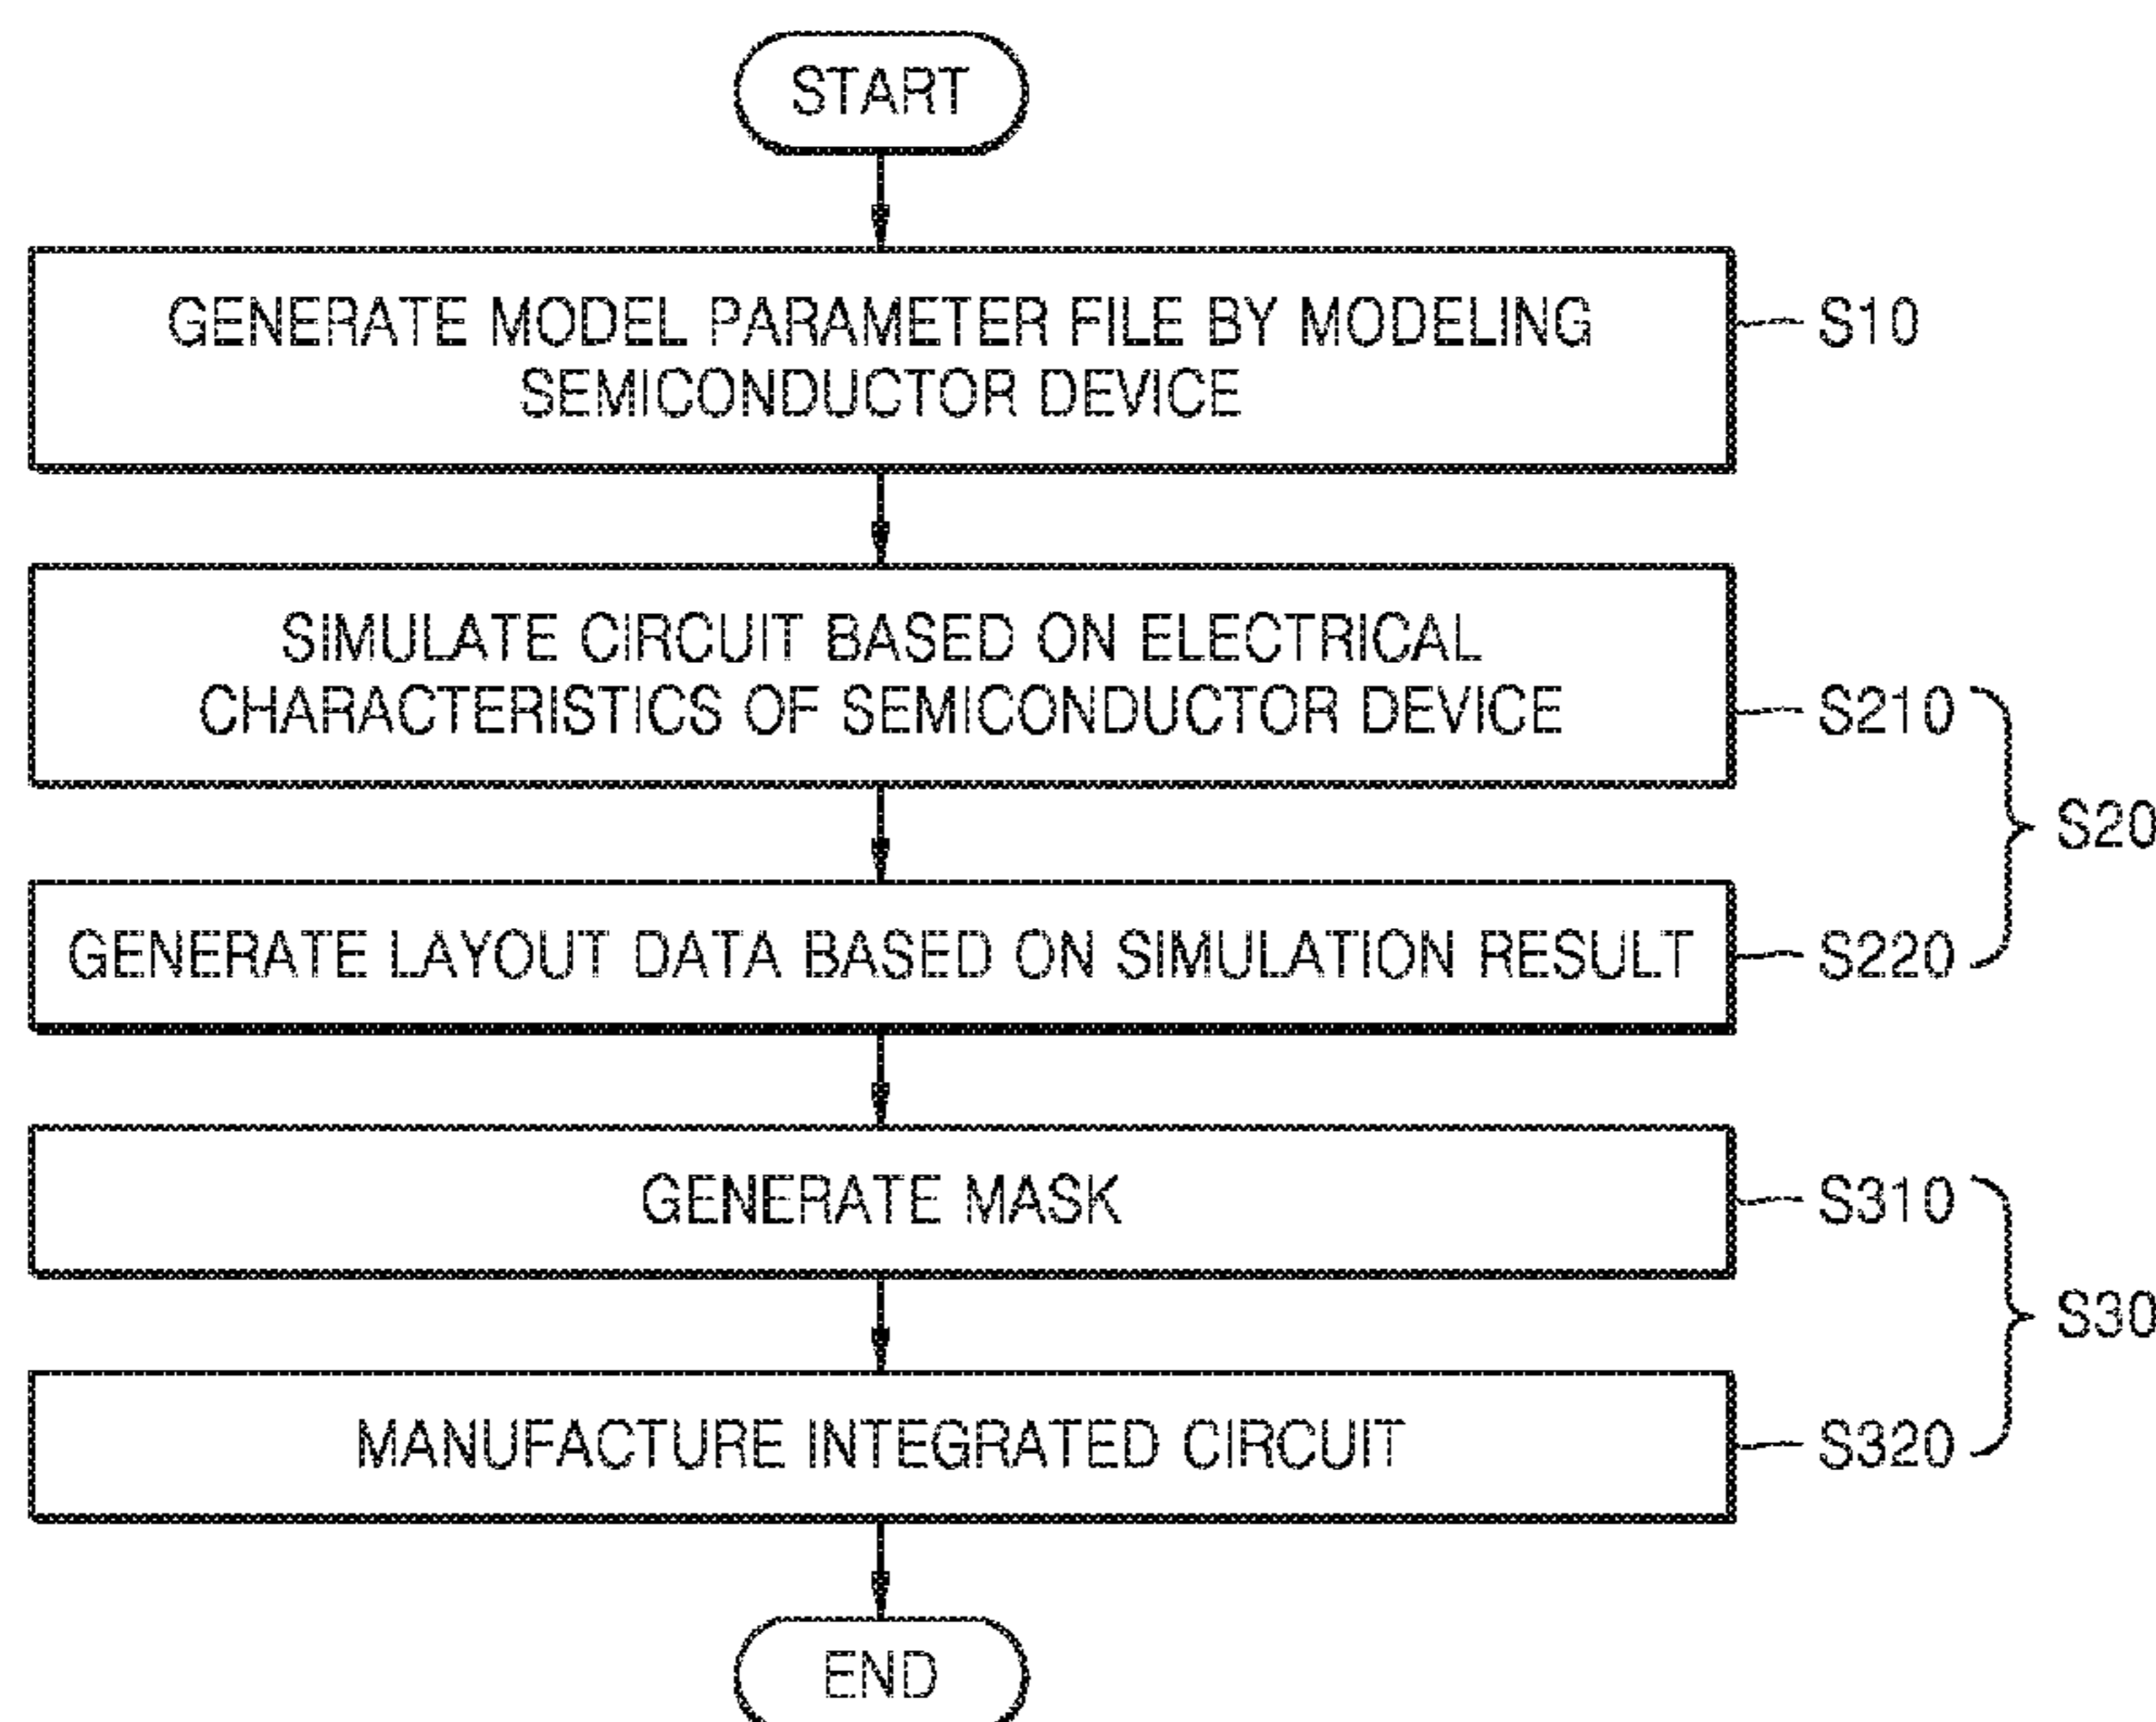 START
GENERATE MODEL PARAMETER FILE BY MODELING
SEMICONDUCTOR DEVICE
S10
SIMULATE CIRCUIT BASED ON ELECTRICAL
CHARACTERISTICS OF SEMICONDUCTOR DEVICE
S210
S20
GENERATE LAYOUT DATA BASED ON SIMULATION RESULT
S220
GENERATE MASK
S310
S30
MANUFACTURE INTEGRATED CIRCUIT
S320
END